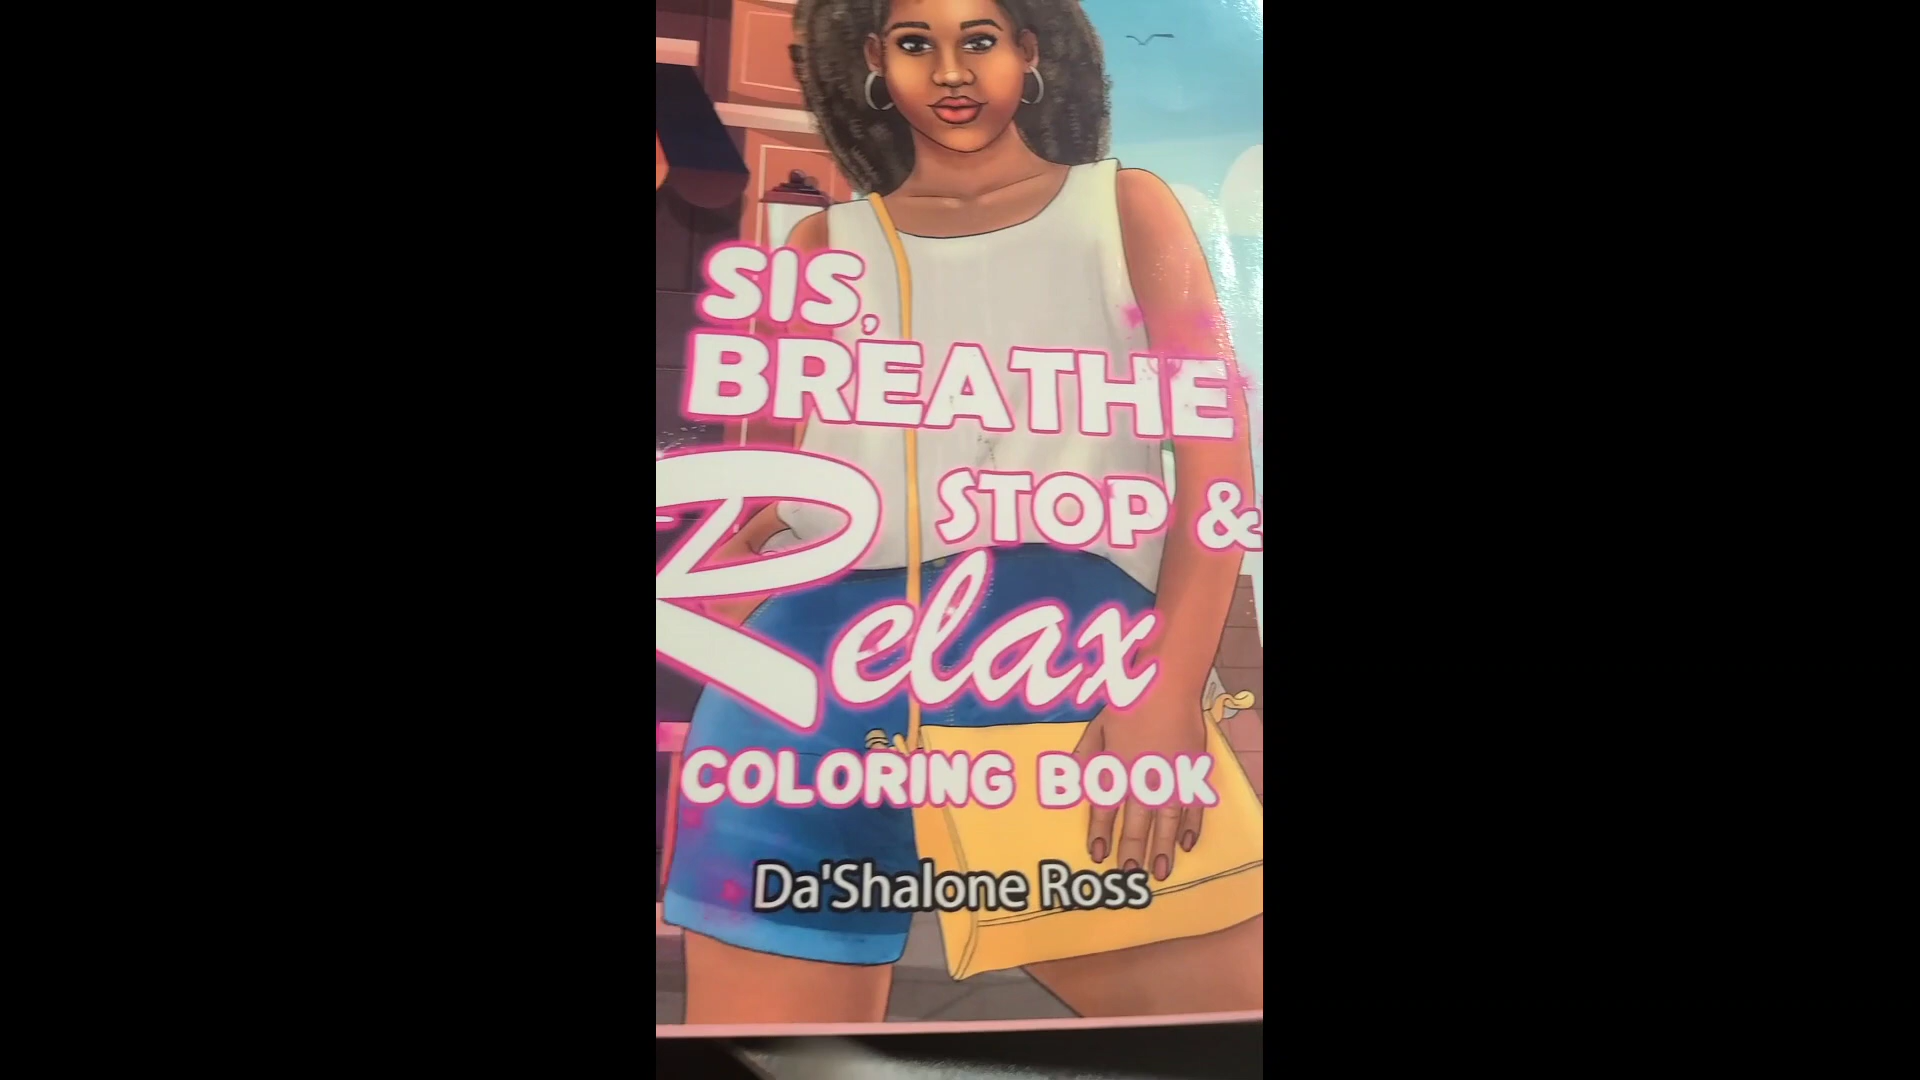 SIS,
BREATHE
STOP &
Relax
COLORING BOOK
Da'Shalone Ross